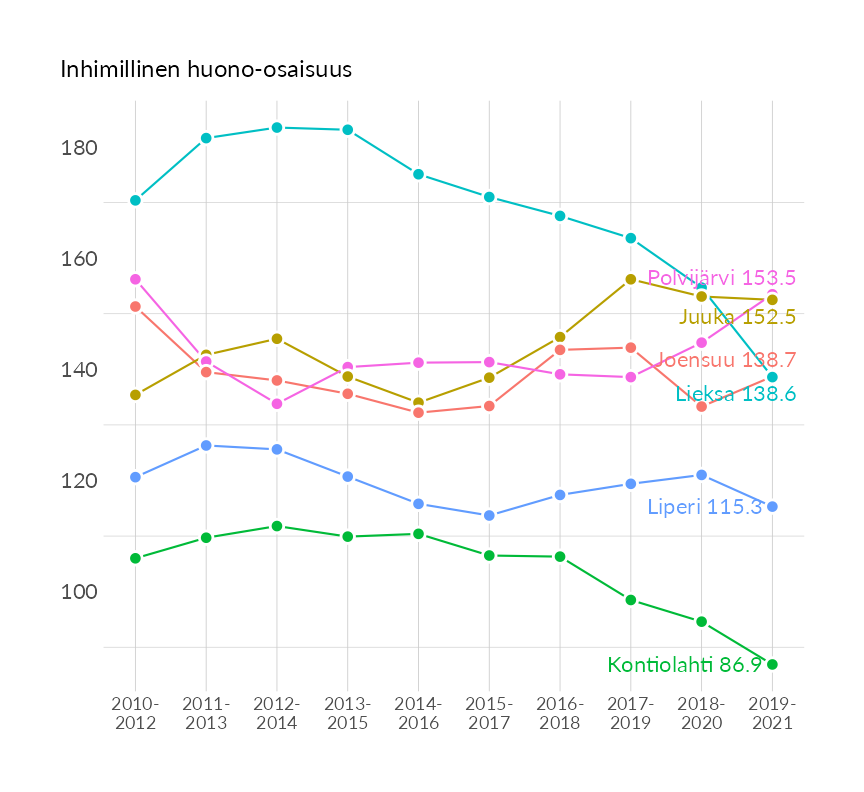 Inhimillinen huono-osaisuus
180
160
140
120
100
Polvijärvi 153.5
Juuka 152.5
Joensuu 138.7
Lieksa 138.6
Liperi 115.3
Kontiolahti 86.9
2010- 2011- 2012- 2013- 2014- 2015- 2016- 2017- 2018- 2019-
2012 2013 2014 2015 2016 2017 2018 2019 2020 2021